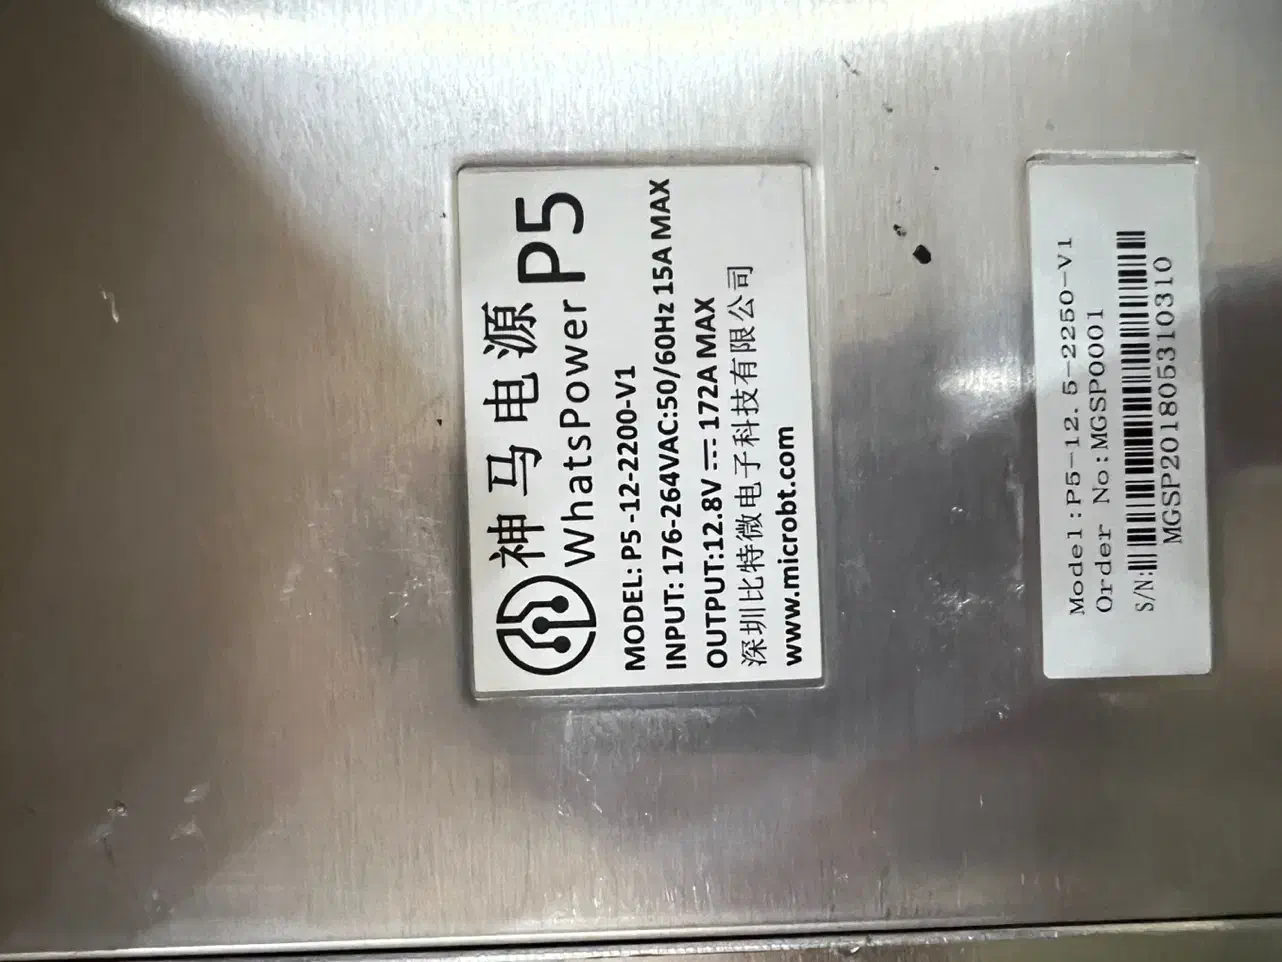 神马电源
WhatsPower P5
MODEL: P5-12-2200-V1
INPUT: 176-264VAC:50/60Hz 15A MAX
OUTPUT:12.8V⎓172A MAX
深圳比特微电子科技有限公司
www.microbt.com
Model:P5-12.5-2250-V1
Order No:MGSP0001
S/N:
MGSP201805310310